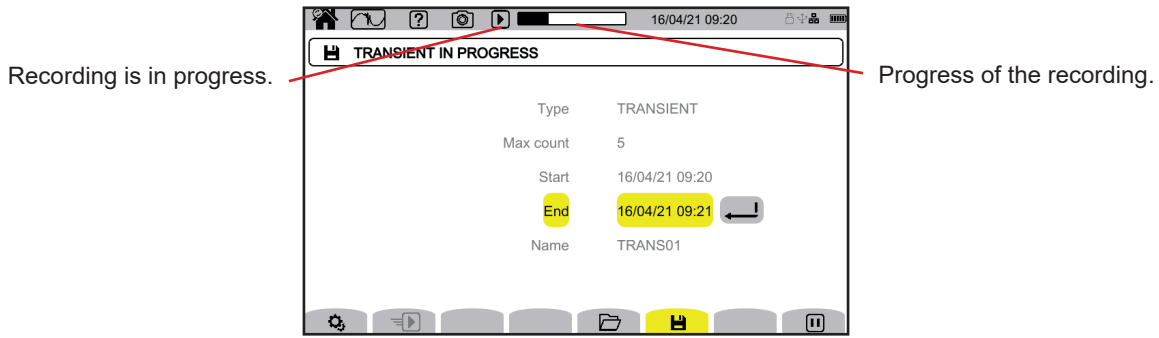 16/04/21 09:20
TRANSIENT IN PROGRESS
Recording is in progress.
Progress of the recording.
Type TRANSIENT
Max count 5
Start 16/04/21 09:20
End 16/04/21 09:21
Name TRANS01